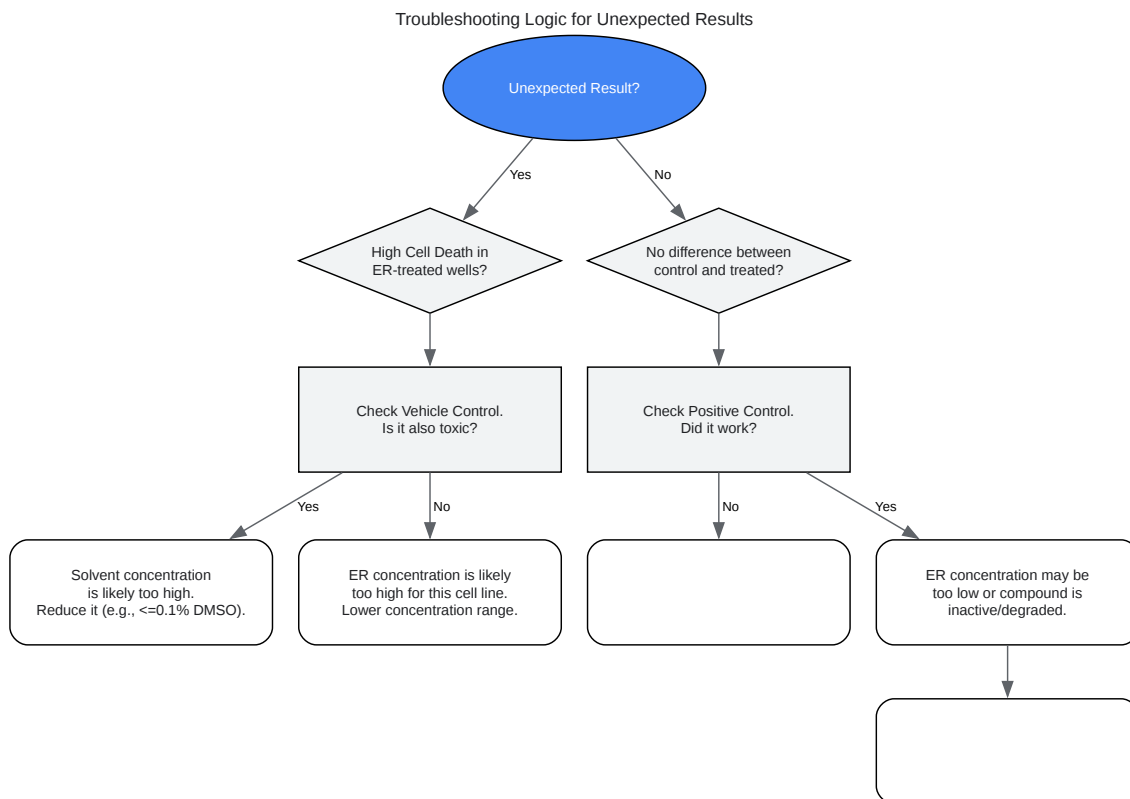 Troubleshooting Logic for Unexpected Results
Unexpected Result?
Yes
No
High Cell Death in
ER-treated wells?
No difference between
control and treated?
Check Vehicle Control.
Is it also toxic?
Check Positive Control.
Did it work?
Yes
No
No
Yes
Solvent concentration
is likely too high.
Reduce it (e.g., <=0.1% DMSO).
ER concentration is likely
too high for this cell line.
Lower concentration range.
ER concentration may be
too low or compound is
inactive/degraded.